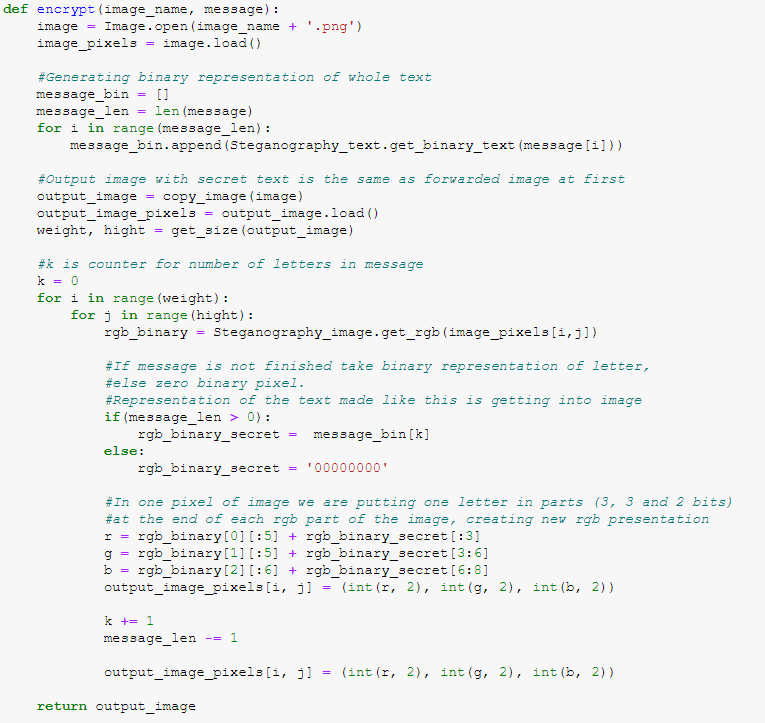 def encrypt(image_name, message):
    image = Image.open(image_name + '.png')
    image_pixels = image.load()

    #Generating binary representation of whole text
    message_bin = []
    message_len = len(message)
    for i in range(message_len):
        message_bin.append(Steganography_text.get_binary_text(message[i]))

    #Output image with secret text is the same as forwarded image at first
    output_image = copy_image(image)
    output_image_pixels = output_image.load()
    weight, hight = get_size(output_image)

    #k is counter for number of letters in message
    k = 0
    for i in range(weight):
        for j in range(hight):
            rgb_binary = Steganography_image.get_rgb(image_pixels[i,j])

            #If message is not finished take binary representation of letter,
            #else zero binary pixel.
            #Representation of the text made like this is getting into image
            if(message_len > 0):
                rgb_binary_secret =  message_bin[k]
            else:
                rgb_binary_secret = '00000000'

            #In one pixel of image we are putting one letter in parts (3, 3 and 2 bits)
            #at the end of each rgb part of the image, creating new rgb presentation
            r = rgb_binary[0][:5] + rgb_binary_secret[:3]
            g = rgb_binary[1][:5] + rgb_binary_secret[3:6]
            b = rgb_binary[2][:6] + rgb_binary_secret[6:8]
            output_image_pixels[i, j] = (int(r, 2), int(g, 2), int(b, 2))

            k += 1
            message_len -= 1

            output_image_pixels[i, j] = (int(r, 2), int(g, 2), int(b, 2))

    return output_image